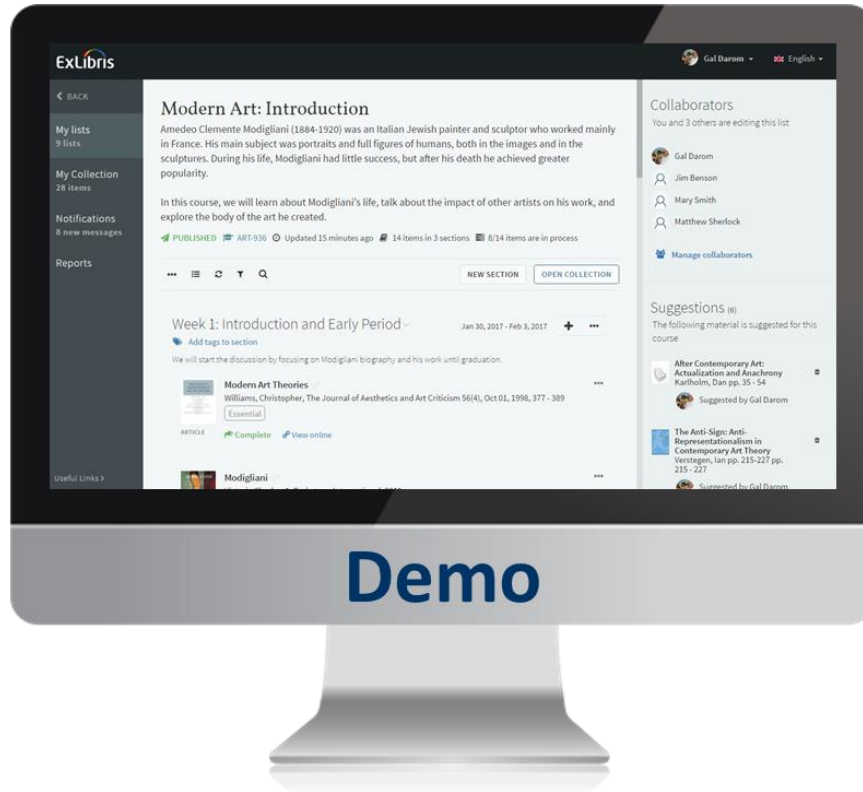 ExLibris
Gal Darom
English
BACK
My lists
9 lists
My Collection
28 items
Notifications
8 new messages
Reports
Useful Links
Modern Art: Introduction
Amedeo Clemente Modigliani (1884-1920) was an Italian Jewish painter and sculptor who worked mainly
in France. His main subject was portraits and full figures of humans, both in the images and in the
sculptures. During his life, Modigliani had little success, but after his death he achieved greater
popularity.
In this course, we will learn about Modigliani's life, talk about the impact of other artists on his work, and
explore the body of the art he created.
PUBLISHED ART-936 Updated 15 minutes ago 14 items in 3 sections 8/14 items are in process
NEW SECTION OPEN COLLECTION
Week 1: Introduction and Early Period Jan 30, 2017 - Feb 3, 2017
Add tags to section
We will start the discussion by focusing on Modigliani biography and his work until graduation.
Modern Art Theories
Williams, Christopher, The Journal of Aesthetics and Art Criticism 56(4), Oct 01, 1998, 377 - 389
Essential
ARTICLE Complete View online
Modigliani
Collaborators
You and 3 others are editing this list
Gal Darom
Jim Benson
Mary Smith
Matthew Sherlock
Manage collaborators
Suggestions (6)
The following material is suggested for this
course
After Contemporary Art:
Actualization and Anachrony
Karlholm, Dan pp. 35 - 54
Suggested by Gal Darom
The Anti-Sign: Anti-
Representationalism in
Contemporary Art Theory
Verstegen, Ian pp. 215-227 pp.
215 - 227
Suggested by Gal Darom
Demo